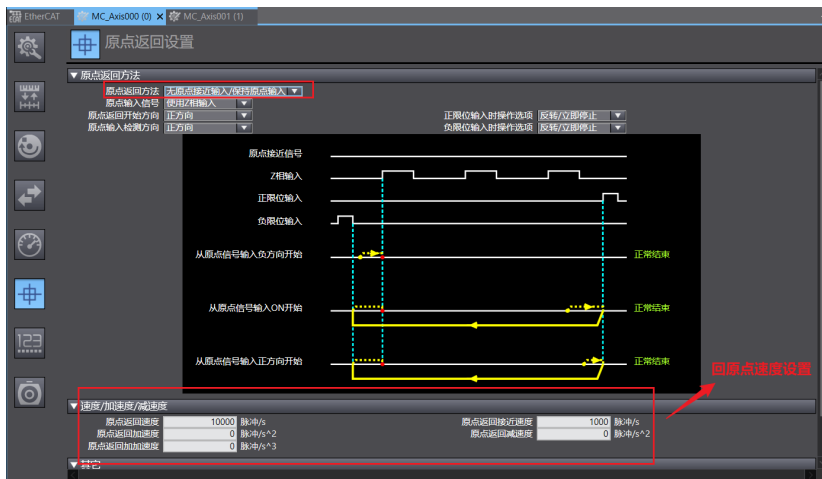 EtherCAT MC_Axis000 (0) MC_Axis001 (1)
原点返回设置
▼原点返回方法
原点返回方法 无原点接近输入/保持原点输入
原点输入信号 使用Z相输入
原点返回开始方向 正方向 正限位输入时操作选项 反转/立即停止
原点输入检测方向 正方向 负限位输入时操作选项 反转/立即停止
原点接近信号
Z相输入
正限位输入
负限位输入
从原点信号输入负方向开始 正常结束
从原点信号输入ON开始 正常结束
从原点信号输入正方向开始 正常结束
回原点速度设置
▼速度/加速度/减速度
原点返回速度 10000 脉冲/s 原点返回接近速度 1000 脉冲/s
原点返回加速度 0 脉冲/s^2 原点返回减速度 0 脉冲/s^2
原点返回加加速度 0 脉冲/s^3
▼其它
123